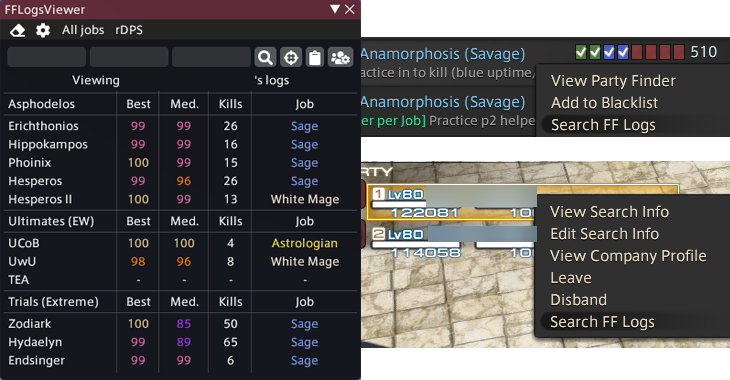 FFLogsViewer
All jobs rDPS
Viewing 's logs
Asphodelos Best Med. Kills Job
Erichthonios 99 99 26 Sage
Hippokampos 99 99 16 Sage
Phoinix 100 99 15 Sage
Hesperos 99 96 26 Sage
Hesperos II 100 99 13 White Mage
Ultimates (EW) Best Med. Kills Job
UCoB 100 100 4 Astrologian
UwU 98 96 8 White Mage
TEA - - - -
Trials (Extreme) Best Med. Kills Job
Zodiark 100 85 50 Sage
Hydaelyn 99 89 65 Sage
Endsinger 99 99 6 Sage
Anamorphosis (Savage) 510
actice in to kill (blue uptime/
Anamorphosis (Savage)
er per Job] Practice p2 helpe
View Party Finder
Add to Blacklist
Search FF Logs
RTY
1 Lv80
122081 10
2 Lv80
114058 10
View Search Info
Edit Search Info
View Company Profile
Leave
Disband
Search FF Logs